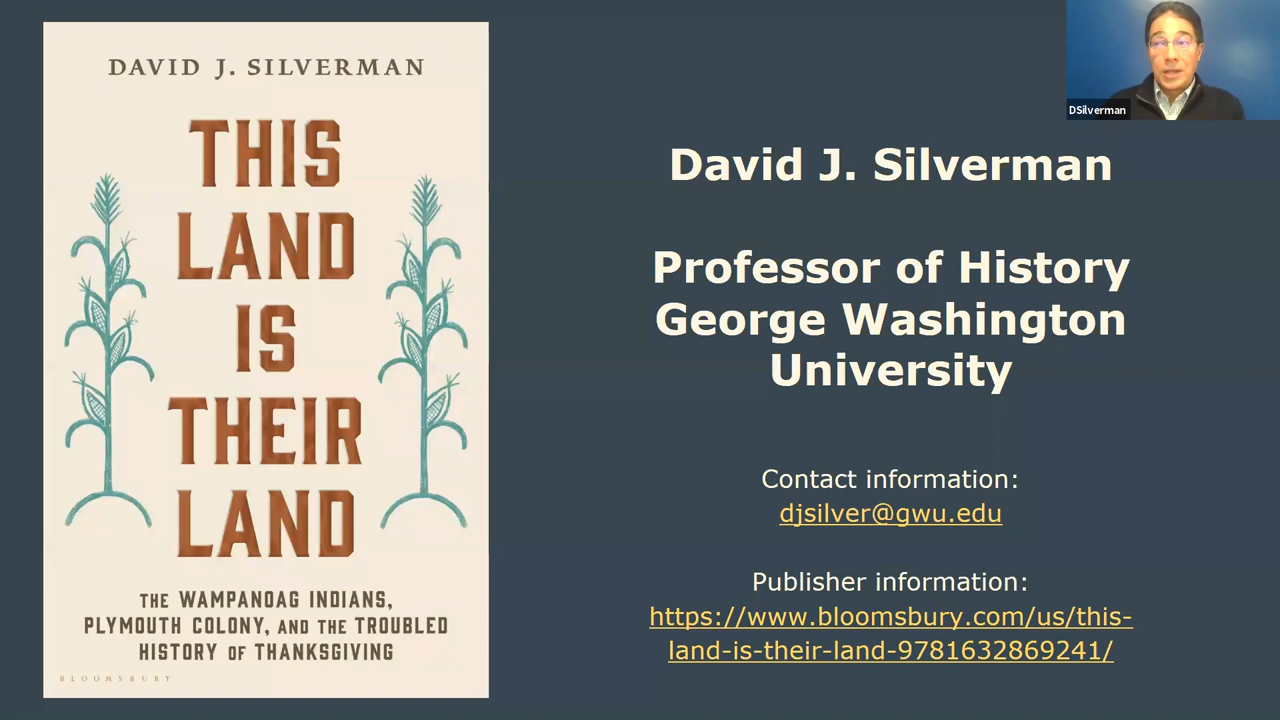 DAVID J. SILVERMAN
THIS
LAND
IS
THEIR
LAND
THE WAMPANOAG INDIANS,
PLYMOUTH COLONY, AND THE TROUBLED
HISTORY OF THANKSGIVING
BLOOMSBURY
DSilverman
David J. Silverman
Professor of History
George Washington
University
Contact information:
djsilver@gwu.edu
Publisher information:
https://www.bloomsbury.com/us/this-
land-is-their-land-9781632869241/